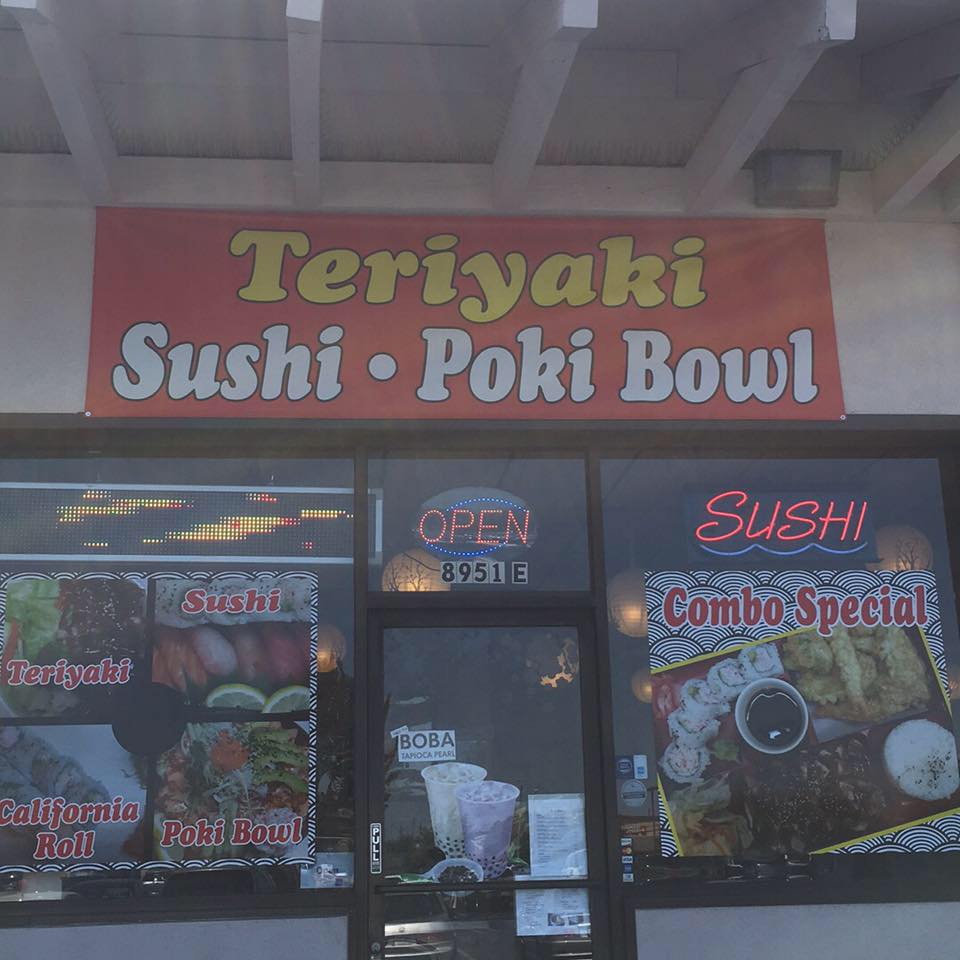 Teriyaki
Sushi • Poki Bowl
OPEN
8951 E
SUSHI
Teriyaki
Sushi
California
Roll
Poki Bowl
BOBA
TAPIOCA PEARL
PULL
Combo Special
VISA